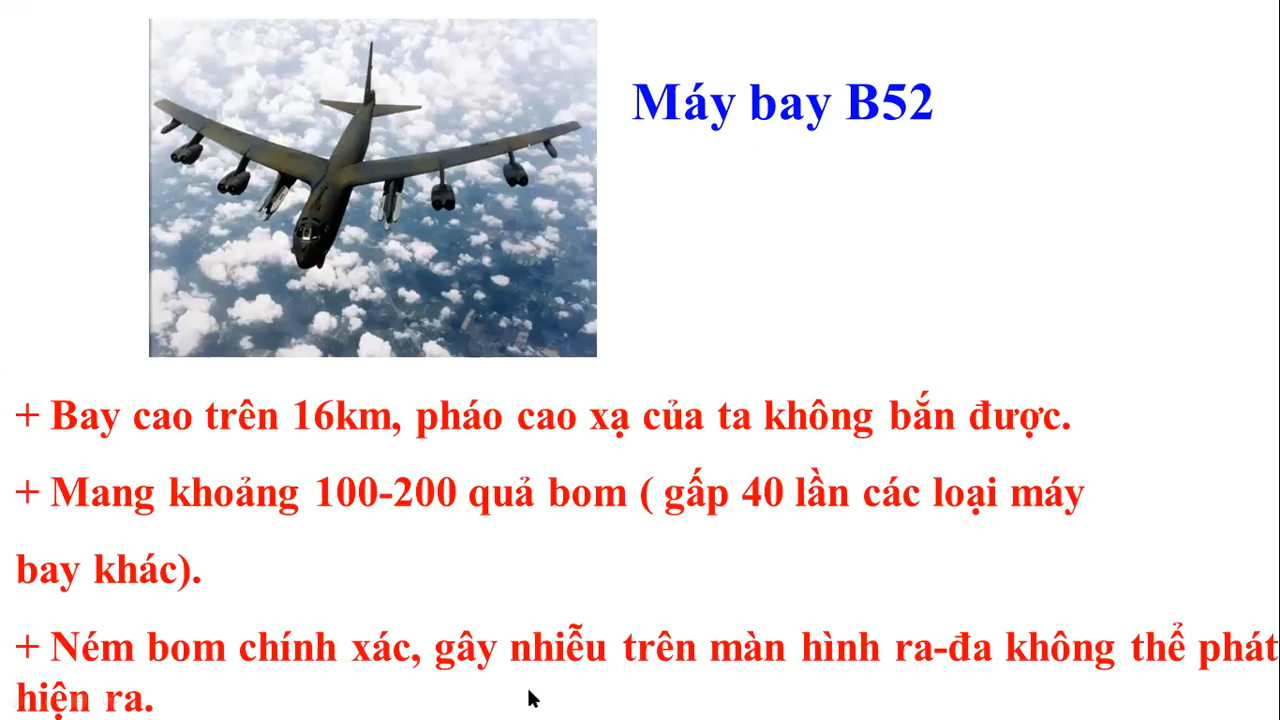 Máy bay B52
+ Bay cao trên 16km, pháo cao xạ của ta không bắn được.
+ Mang khoảng 100-200 quả bom ( gấp 40 lần các loại máy
bay khác).
+ Ném bom chính xác, gây nhiễu trên màn hình ra-đa không thể phát
hiện ra.